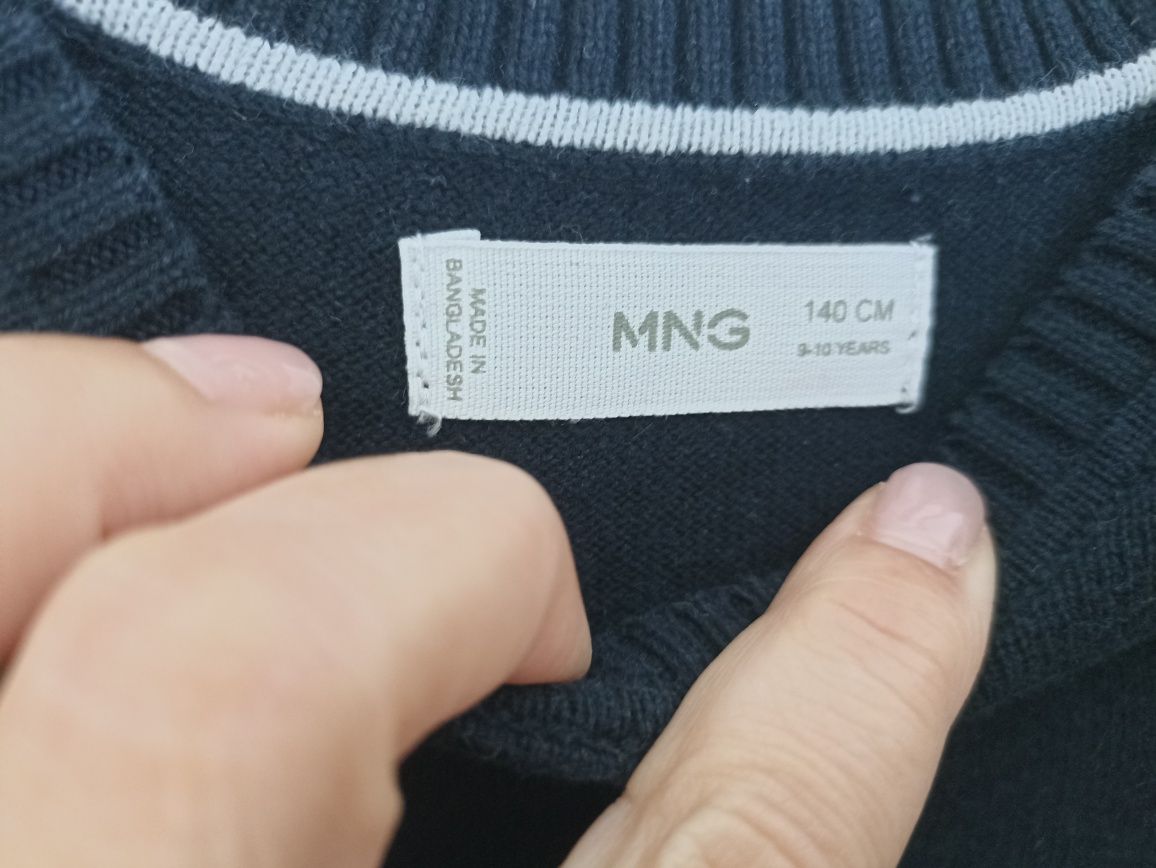 MADE IN
BANGLADESH
MNG
140 CM
9-10 YEARS